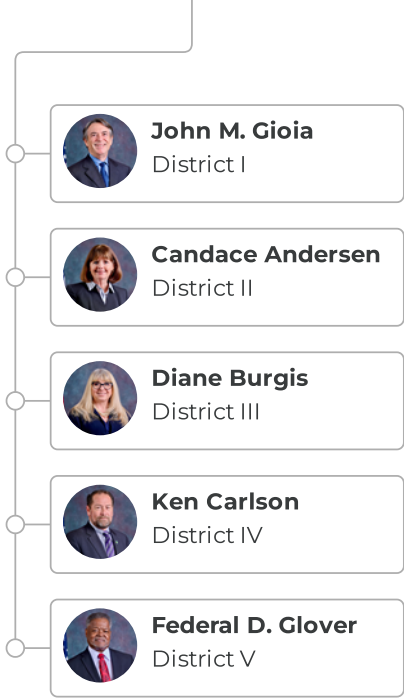 John M. Gioia
District I
Candace Andersen
District II
Diane Burgis
District III
Ken Carlson
District IV
Federal D. Glover
District V